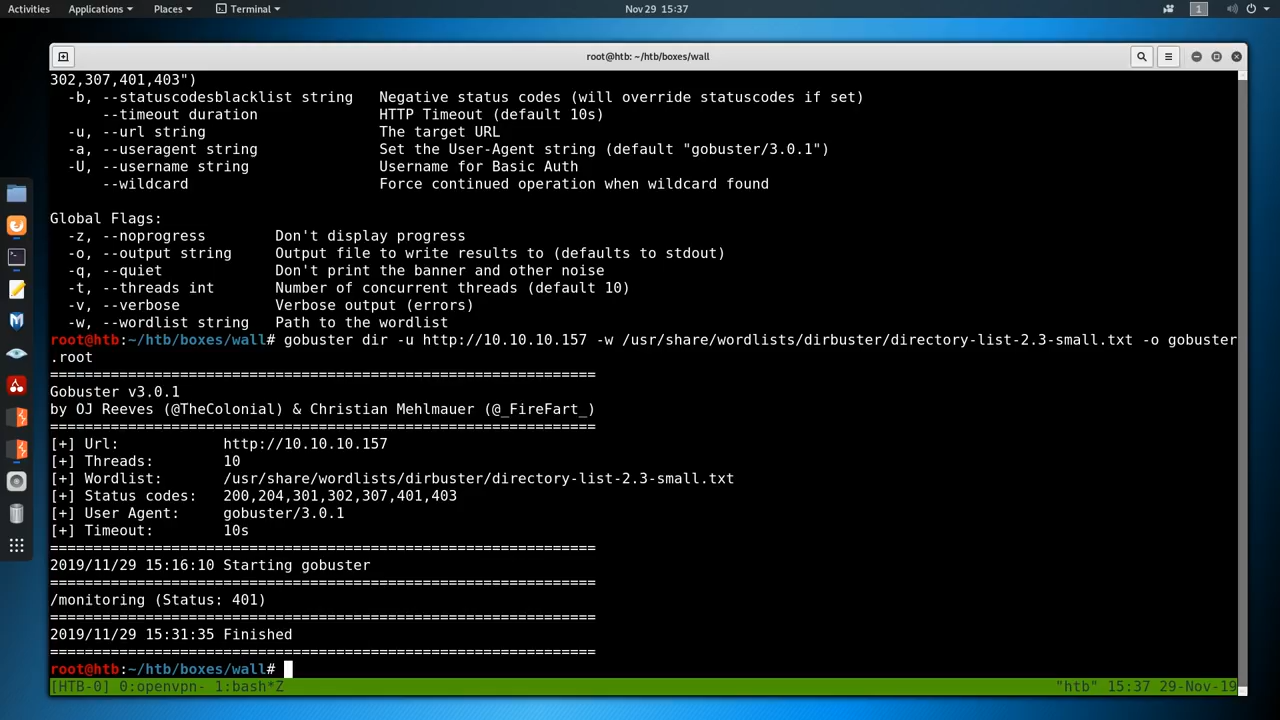 Activities Applications Places Terminal Nov 29 15:37 1
root@htb: ~/htb/boxes/wall
302,307,401,403")
  -b, --statuscodesblacklist string   Negative status codes (will override statuscodes if set)
      --timeout duration              HTTP Timeout (default 10s)
  -u, --url string                    The target URL
  -a, --useragent string              Set the User-Agent string (default "gobuster/3.0.1")
  -U, --username string               Username for Basic Auth
      --wildcard                      Force continued operation when wildcard found
Global Flags:
  -z, --noprogress        Don't display progress
  -o, --output string     Output file to write results to (defaults to stdout)
  -q, --quiet             Don't print the banner and other noise
  -t, --threads int       Number of concurrent threads (default 10)
  -v, --verbose           Verbose output (errors)
  -w, --wordlist string   Path to the wordlist
root@htb:~/htb/boxes/wall# gobuster dir -u http://10.10.10.157 -w /usr/share/wordlists/dirbuster/directory-list-2.3-small.txt -o gobuster
.root
===============================================================
Gobuster v3.0.1
by OJ Reeves (@TheColonial) & Christian Mehlmauer (@_FireFart_)
===============================================================
[+] Url:            http://10.10.10.157
[+] Threads:        10
[+] Wordlist:       /usr/share/wordlists/dirbuster/directory-list-2.3-small.txt
[+] Status codes:   200,204,301,302,307,401,403
[+] User Agent:     gobuster/3.0.1
[+] Timeout:        10s
===============================================================
2019/11/29 15:16:10 Starting gobuster
===============================================================
/monitoring (Status: 401)
===============================================================
2019/11/29 15:31:35 Finished
===============================================================
root@htb:~/htb/boxes/wall#
[HTB-0] 0:openvpn- 1:bash*Z "htb" 15:37 29-Nov-19